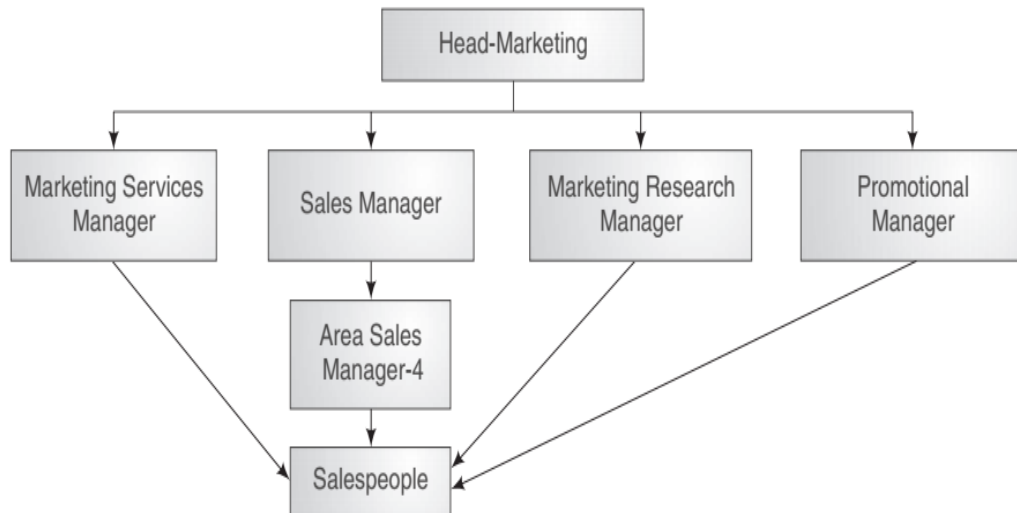 Head-Marketing
Marketing Services
Manager
Sales Manager
Marketing Research
Manager
Promotional
Manager
Area Sales
Manager-4
Salespeople